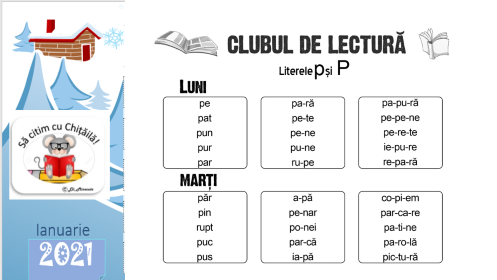 Să citim cu Chițăilă!
Ianuarie
2021
CLUBUL DE LECTURĂ
Literele p și P
LUNI
pe
pat
pun
pur
par
pa-ră
pe-te
pe-ne
pu-ne
ru-pe
pa-pu-ră
pe-pe-ne
pe-re-te
ie-pu-re
re-pa-ră
MARȚI
păr
pin
rupt
puc
pus
a-pă
pe-nar
po-nei
par-că
ia-pă
co-pi-em
par-ca-re
pa-ti-ne
pa-ro-lă
pic-tu-ră